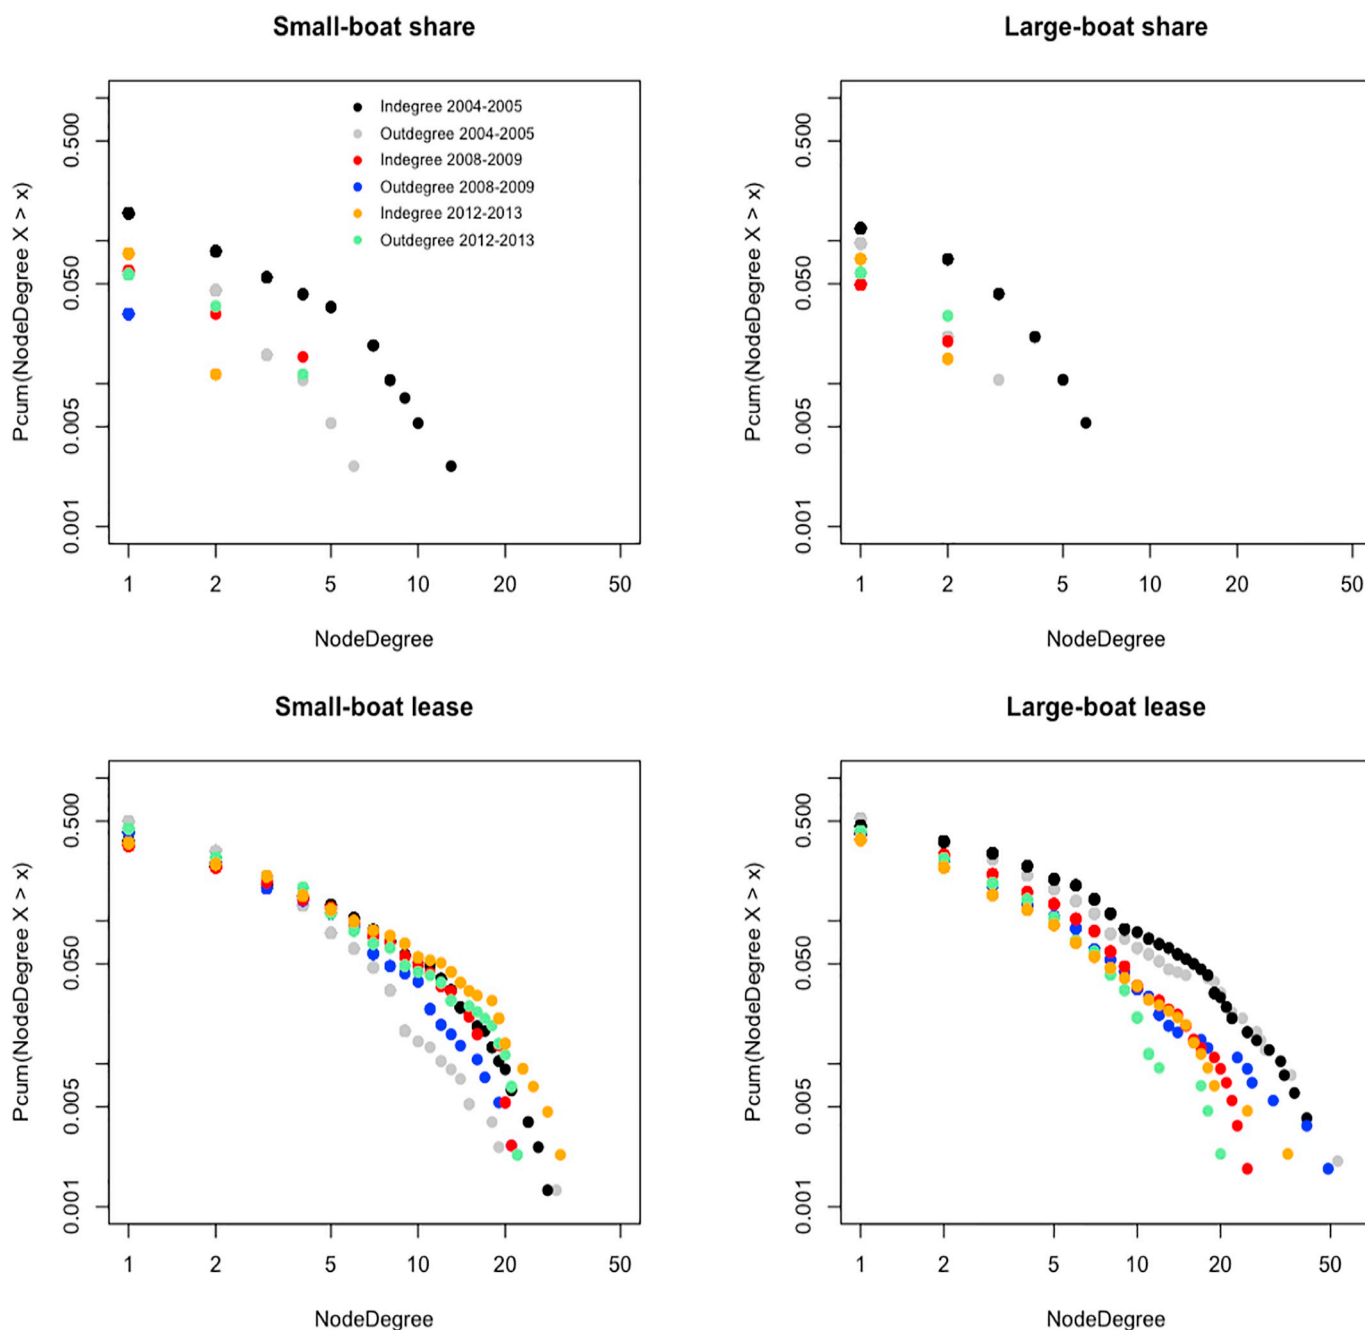 Small-boat share
Large-boat share
Pcum(NodeDegree X > x)
0.500
0.050
0.005
0.001
Indegree 2004-2005
Outdegree 2004-2005
Indegree 2008-2009
Outdegree 2008-2009
Indegree 2012-2013
Outdegree 2012-2013
1 2 5 10 20 50
NodeDegree
Pcum(NodeDegree X > x)
0.500
0.050
0.005
0.001
1 2 5 10 20 50
NodeDegree
Small-boat lease
Large-boat lease
Pcum(NodeDegree X > x)
0.500
0.050
0.005
0.001
1 2 5 10 20 50
NodeDegree
Pcum(NodeDegree X > x)
0.500
0.050
0.005
0.001
1 2 5 10 20 50
NodeDegree